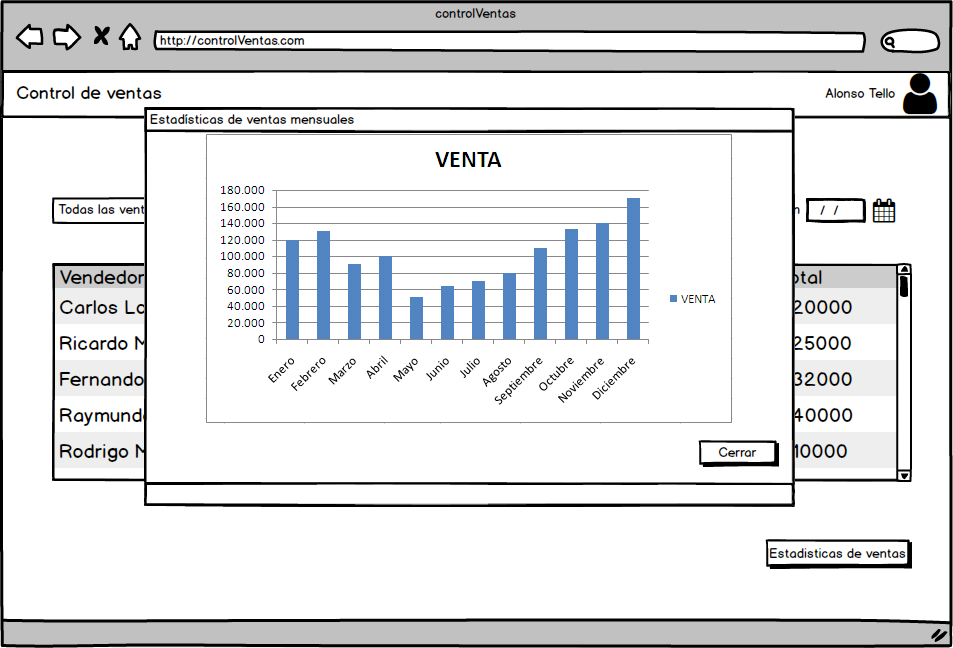 controlVentas
http://controlVentas.com
Control de ventas
Alonso Tello
Estadísticas de ventas mensuales
VENTA
180.000
160.000
140.000
120.000
100.000
80.000
60.000
40.000
20.000
0
Enero
Febrero
Marzo
Abril
Mayo
Junio
Julio
Agosto
Septiembre
Octubre
Noviembre
Diciembre
VENTA
Cerrar
Todas las vent
n / /
Vendedor
otal
Carlos Lo
20000
Ricardo M
25000
Fernando
32000
Raymund
40000
Rodrigo M
10000
Estadisticas de ventas